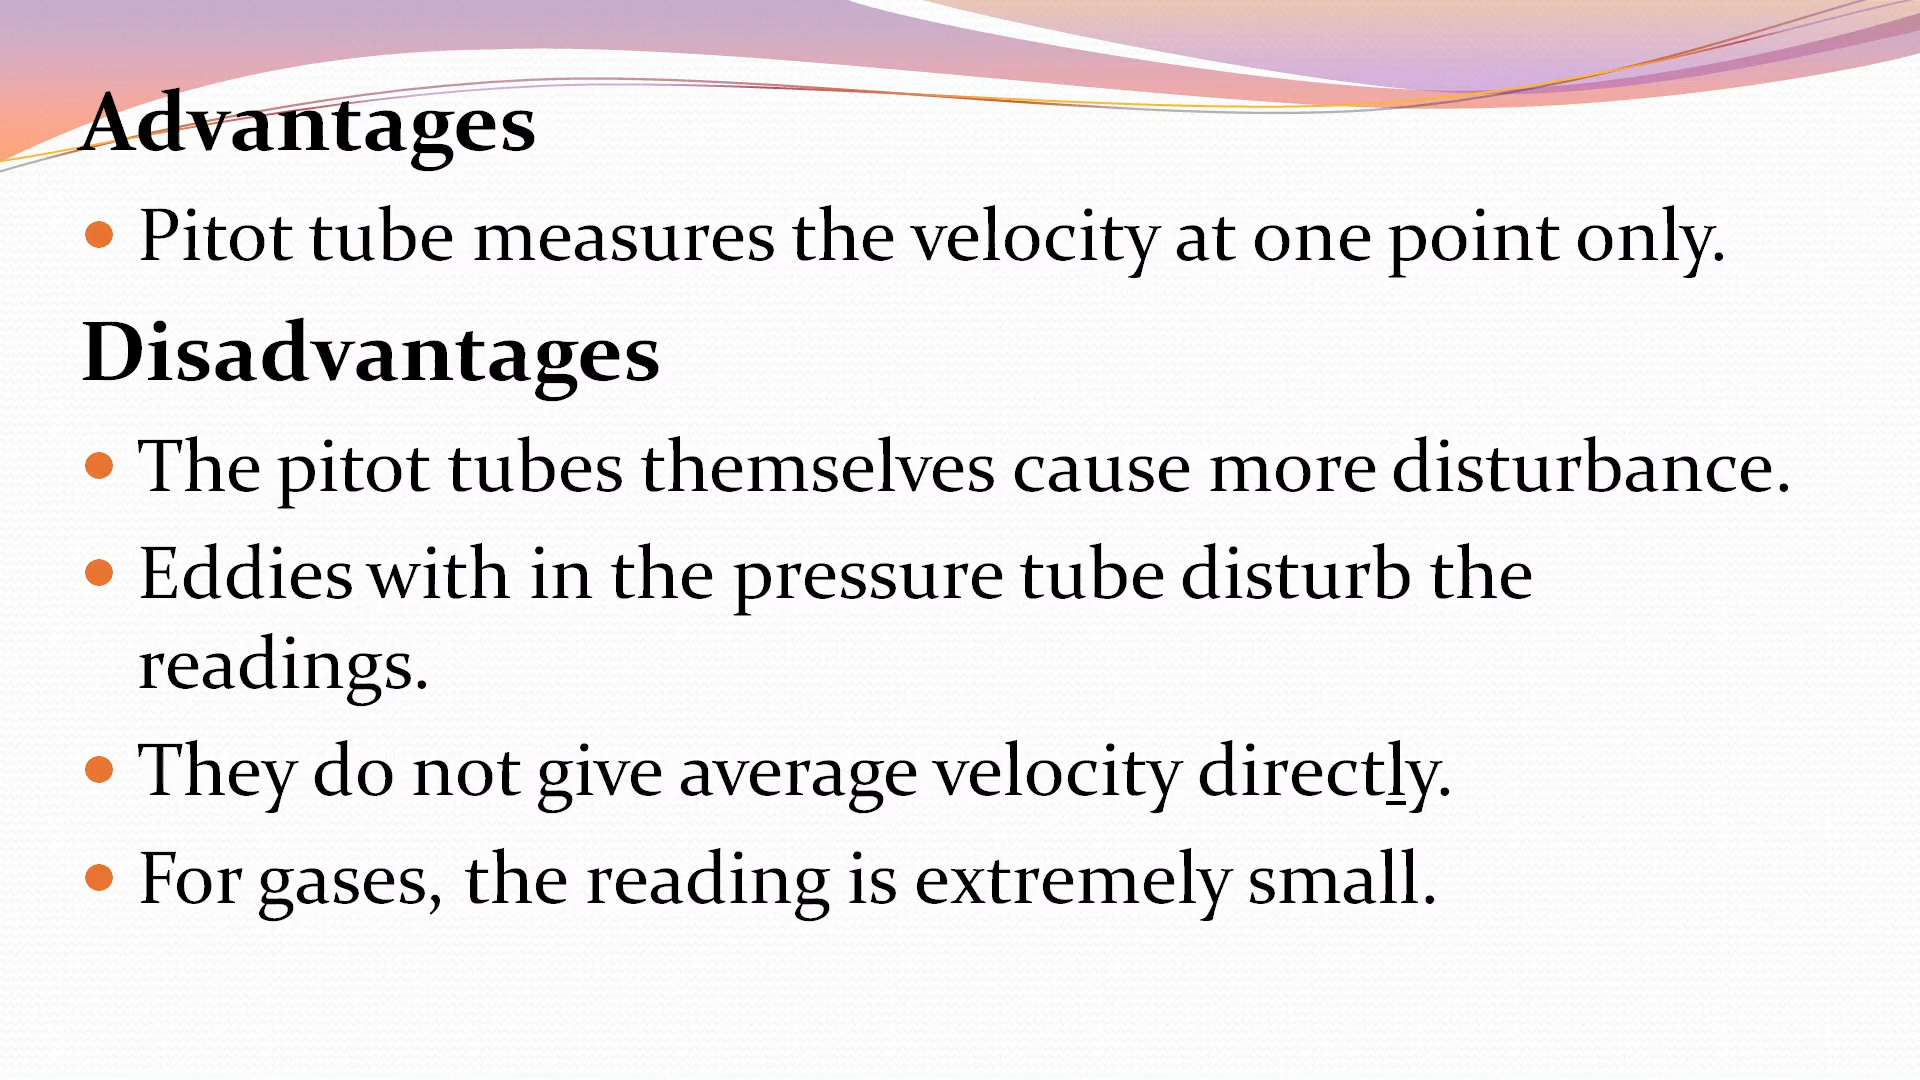 Advantages
• Pitot tube measures the velocity at one point only.
Disadvantages
• The pitot tubes themselves cause more disturbance.
• Eddies with in the pressure tube disturb the
readings.
• They do not give average velocity directly.
• For gases, the reading is extremely small.